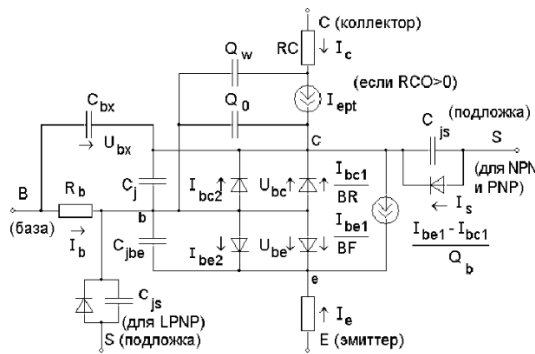 C (коллектор)
Q_w
RC
I_c
(если RCO>0)
Q_0
I_ept
C_bx
U_bx
C
C_js
(подложка)
S
(для NPN
и PNP)
B
(база)
R_b
I_b
C_j
b
I_bc2
U_bc
I_bc1
BR
I_s
C_jbe
I_be2
U_be
I_be1
BF
I_be1 - I_bc1
Q_b
e
C_js
(для LPNP)
S (подложка)
I_e
E (эмиттер)